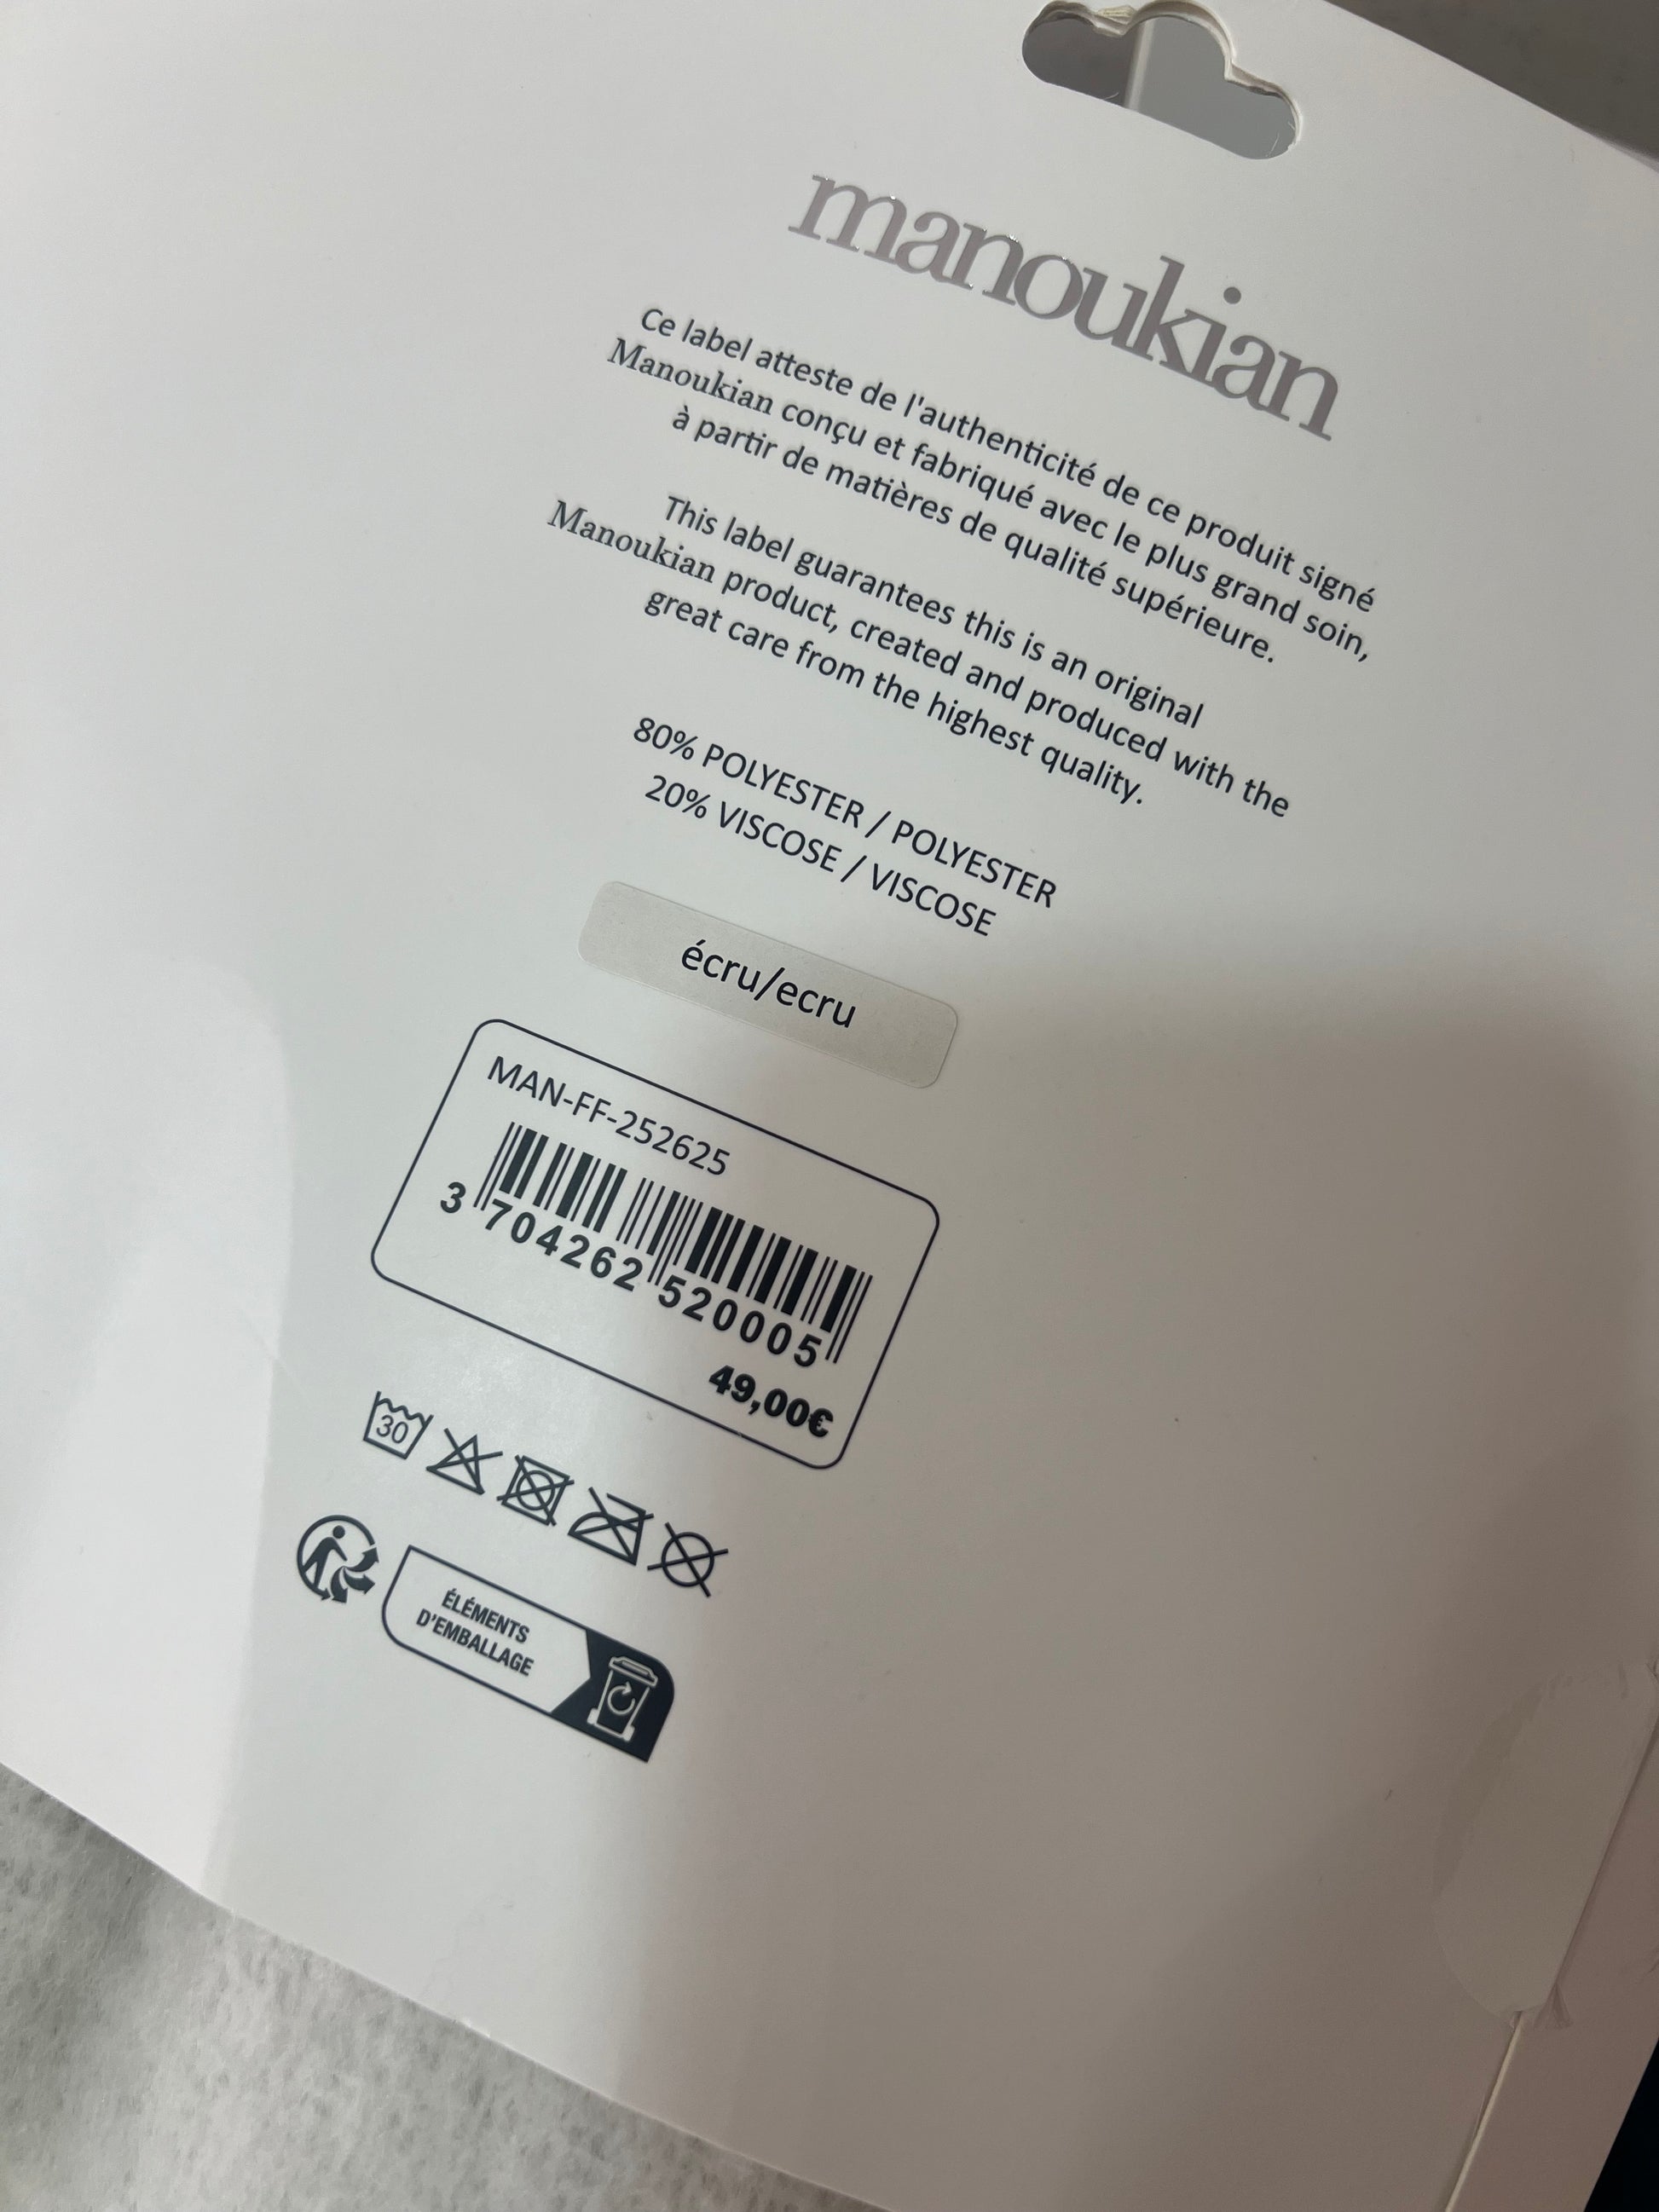 manoukian
Ce label atteste de l'authenticité de ce produit signé
Manoukian conçu et fabriqué avec le plus grand soin,
à partir de matières de qualité supérieure.
This label guarantees this is an original
Manoukian product, created and produced with the
great care from the highest quality.
80% POLYESTER / POLYESTER
20% VISCOSE / VISCOSE
écru/ecru
MAN-FF-252625
3 704262 520005
49,00€
30
ÉLÉMENTS
D'EMBALLAGE